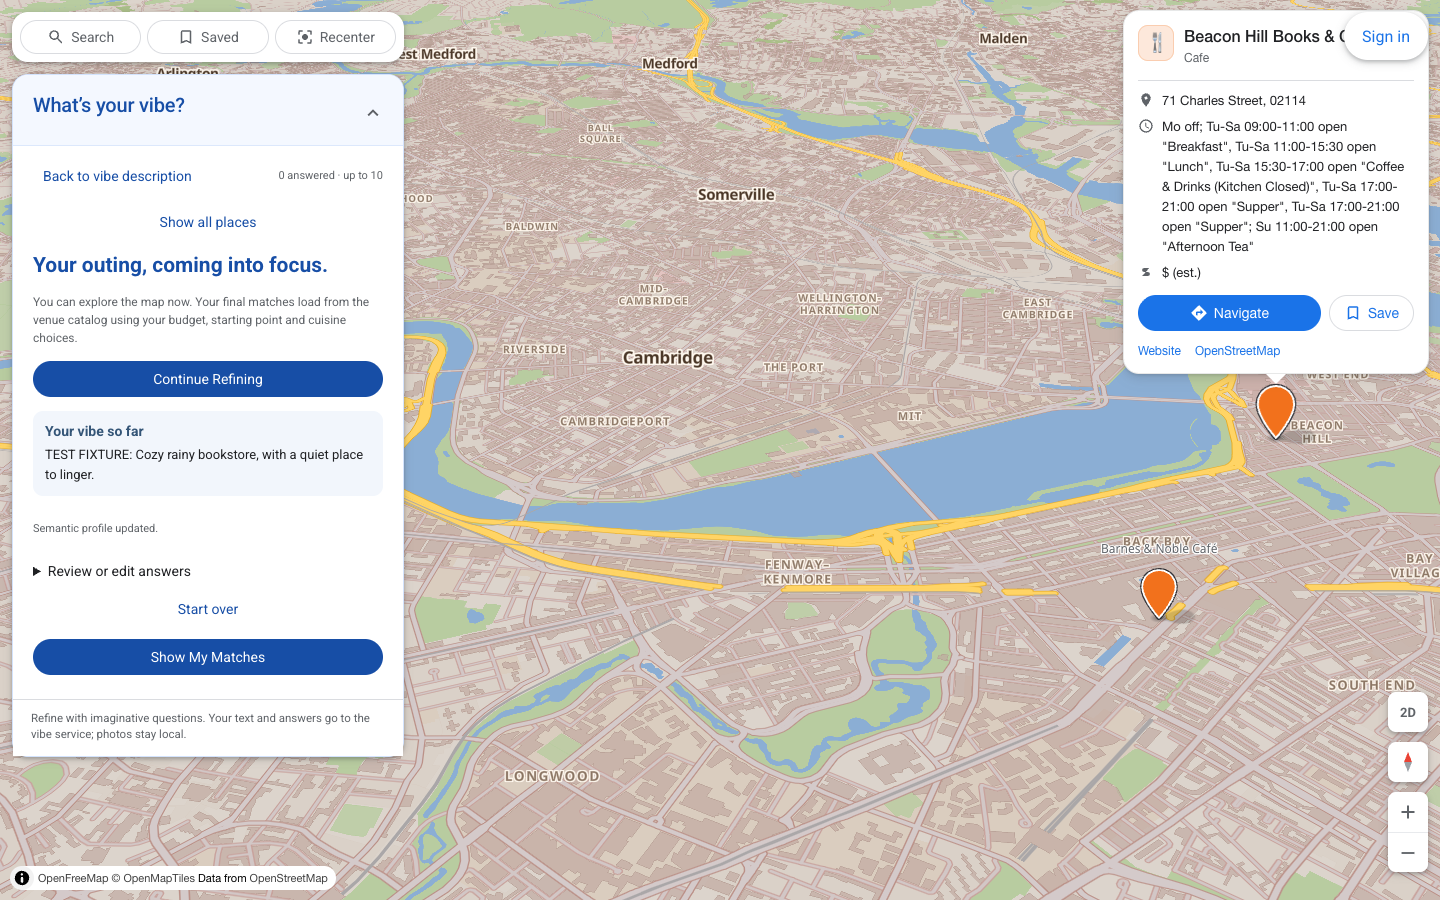 Search
Saved
Recenter
What's your vibe?
Back to vibe description
0 answered · up to 10
Show all places
Your outing, coming into focus.
You can explore the map now. Your final matches load from the
venue catalog using your budget, starting point and cuisine
choices.
Continue Refining
Your vibe so far
TEST FIXTURE: Cozy rainy bookstore, with a quiet place
to linger.
Semantic profile updated.
Review or edit answers
Start over
Show My Matches
Refine with imaginative questions. Your text and answers go to the
vibe service; photos stay local.
OpenFreeMap © OpenMapTiles Data from OpenStreetMap
Arlington
Medford
Malden
BALL
SQUARE
Somerville
BALDWIN
MID-
CAMBRIDGE
WELLINGTON-
HARRINGTON
EAST
CAMBRIDGE
RIVERSIDE
Cambridge
THE PORT
CAMBRIDGEPORT
MIT
WEST END
BEACON
HILL
BACK BAY
Barnes & Noble Café
FENWAY–
KENMORE
BAY
VILLAG
SOUTH END
LONGWOOD
Beacon Hill Books & C
Sign in
Cafe
71 Charles Street, 02114
Mo off; Tu-Sa 09:00-11:00 open
"Breakfast", Tu-Sa 11:00-15:30 open
"Lunch", Tu-Sa 15:30-17:00 open "Coffee
& Drinks (Kitchen Closed)", Tu-Sa 17:00-
21:00 open "Supper", Tu-Sa 17:00-21:00
open "Supper"; Su 11:00-21:00 open
"Afternoon Tea"
$ (est.)
Navigate
Save
Website
OpenStreetMap
2D